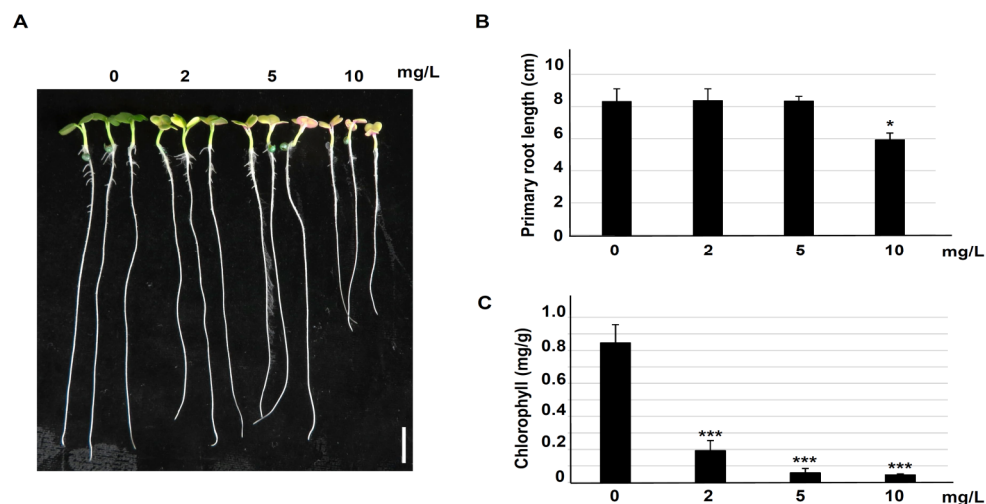 A
0 2 5 10 mg/L
B
Primary root length (cm)
10
8
6
4
2
0
*
0 2 5 10 mg/L
C
Chlorophyll (mg/g)
1.0
0.8
0.6
0.4
0.2
0
*** *** ***
0 2 5 10 mg/L